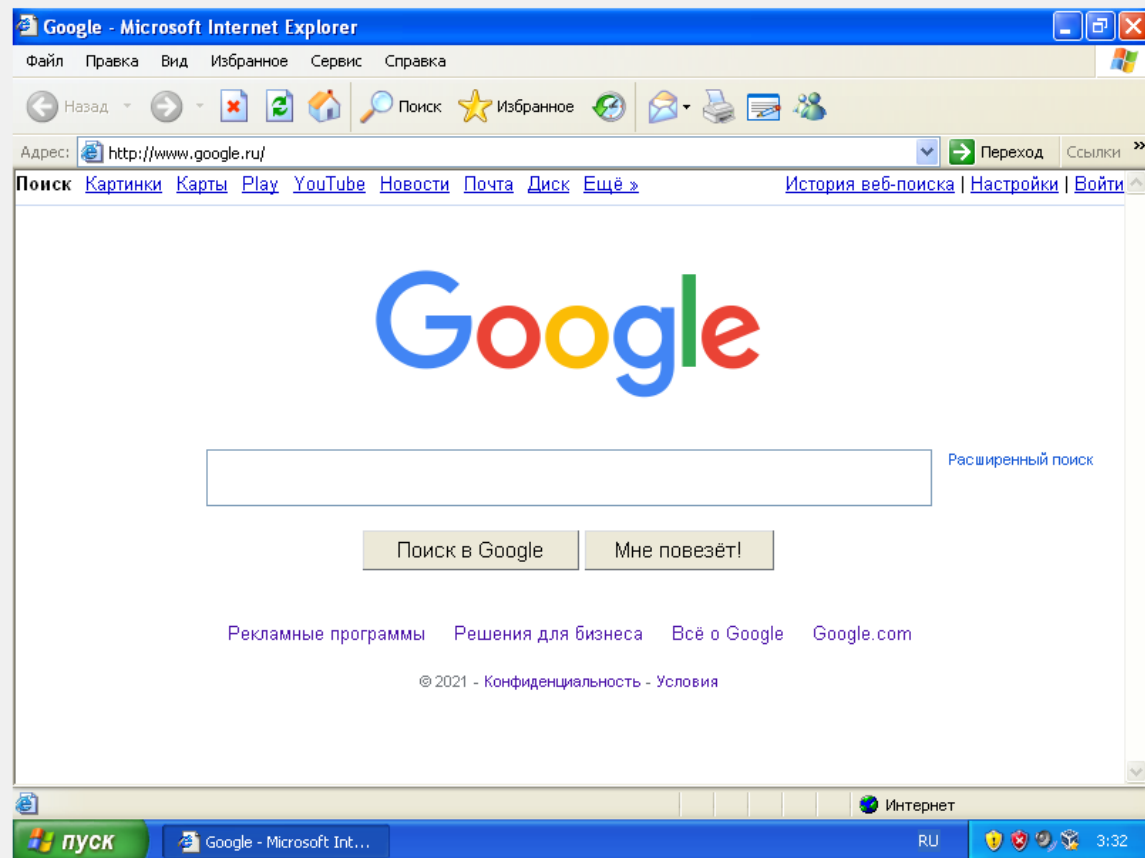 Google - Microsoft Internet Explorer
Файл Правка Вид Избранное Сервис Справка
Назад Поиск Избранное
Адрес: http://www.google.ru/ Переход Ссылки »
Поиск Картинки Карты Play YouTube Новости Почта Диск Ещё » История веб-поиска | Настройки | Войти
Google
Расширенный поиск
Поиск в Google Мне повезёт!
Рекламные программы Решения для бизнеса Всё о Google Google.com
© 2021 - Конфиденциальность - Условия
Интернет
пуск Google - Microsoft Int... RU 3:32